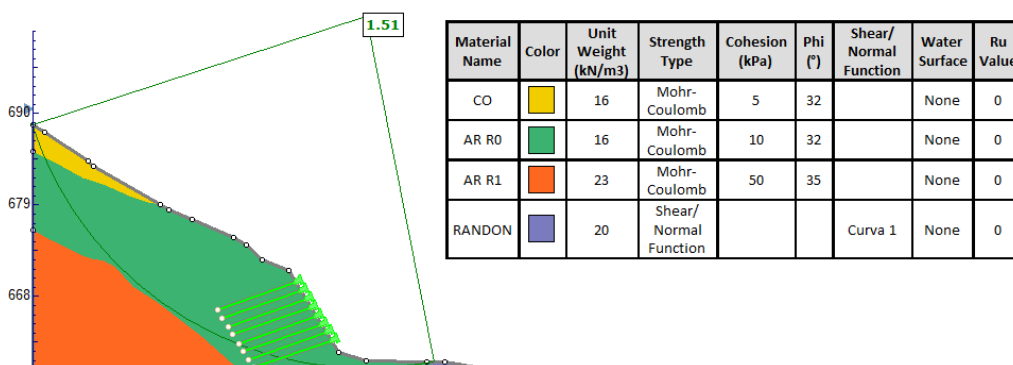 1.51
690
679
668
Material Name Color Unit Weight (kN/m3) Strength Type Cohesion (kPa) Phi (°) Shear/ Normal Function Water Surface Ru Value
CO 16 Mohr-Coulomb 5 32 None 0
AR R0 16 Mohr-Coulomb 10 32 None 0
AR R1 23 Mohr-Coulomb 50 35 None 0
RANDON 20 Shear/ Normal Function Curva 1 None 0